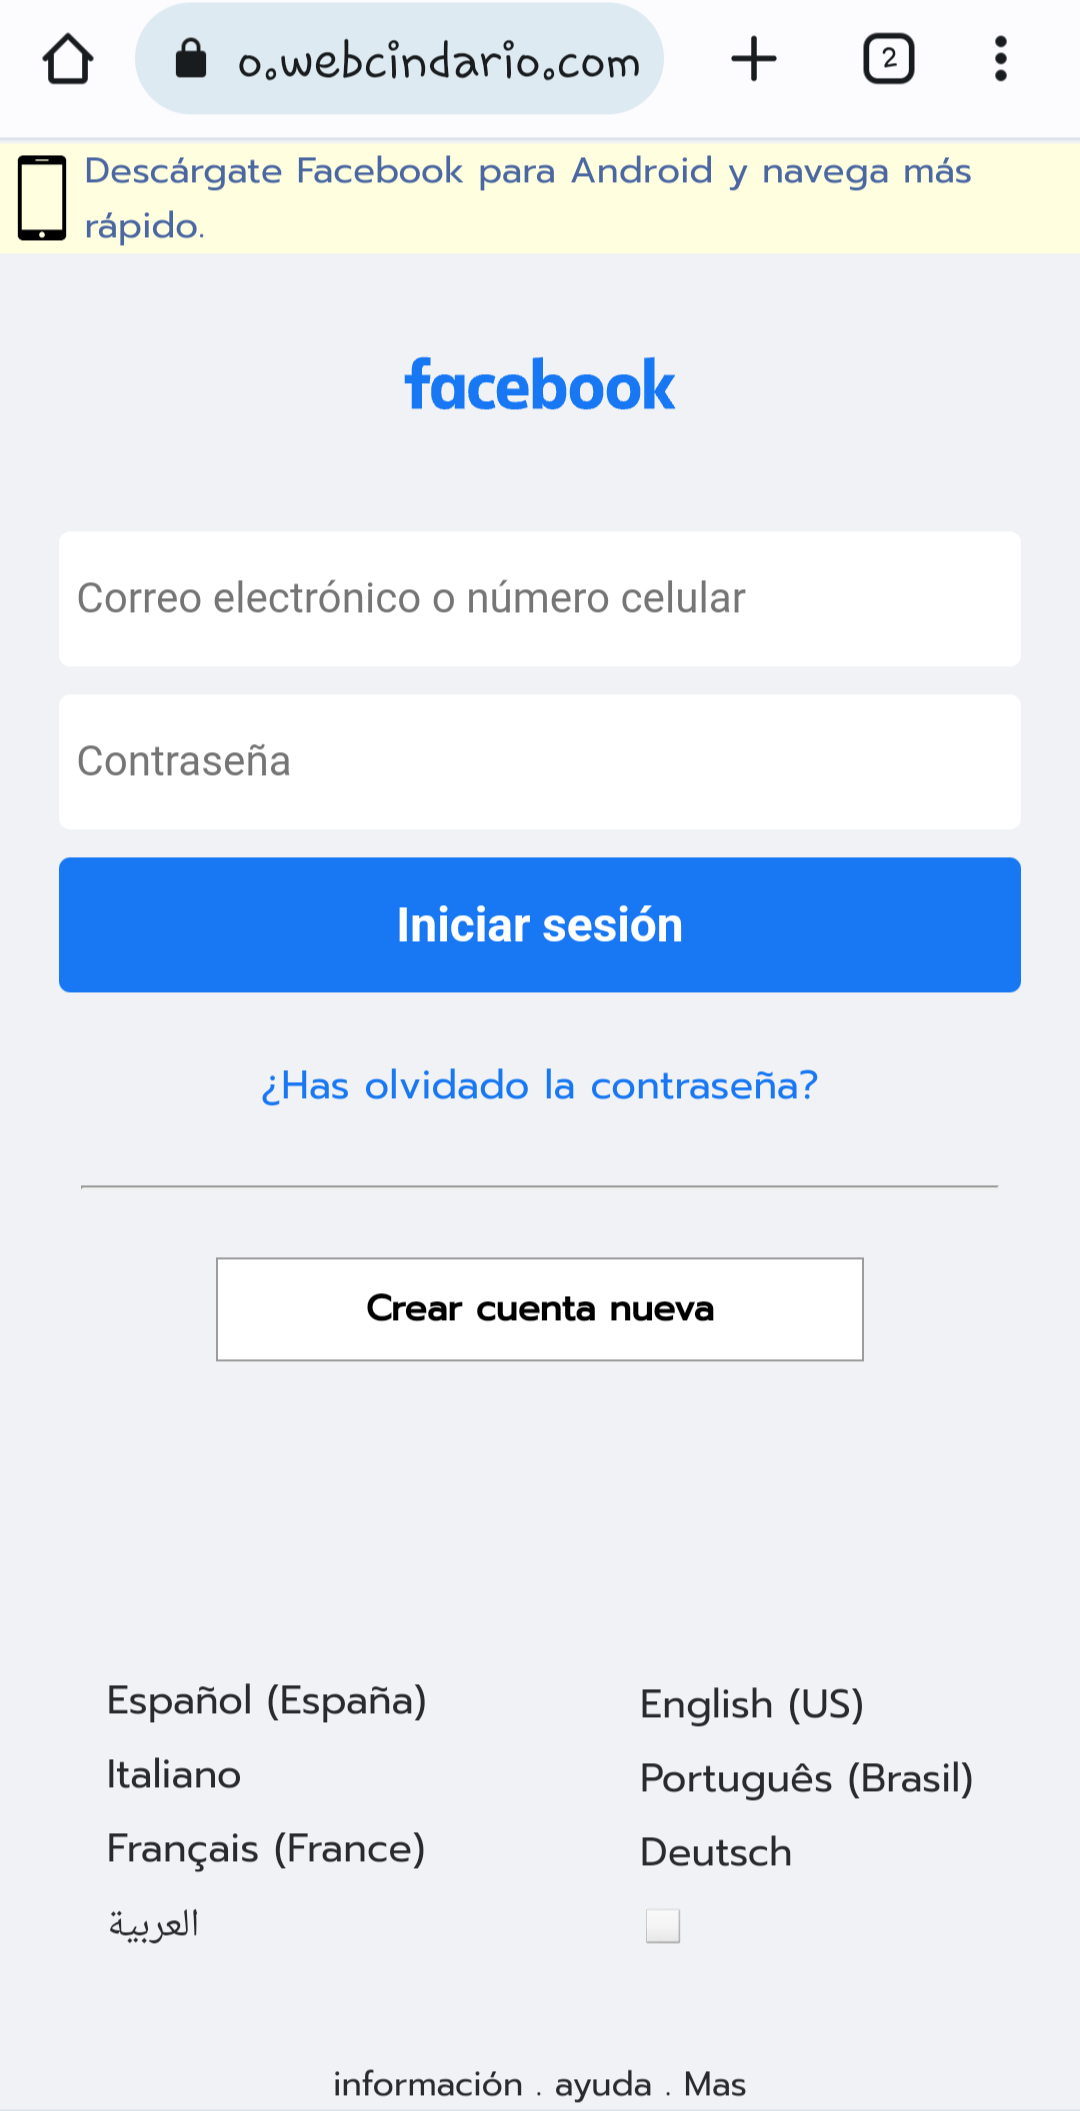 o.webcindario.com
2
Descárgate Facebook para Android y navega más
rápido.
facebook
Correo electrónico o número celular
Contraseña
Iniciar sesión
¿Has olvidado la contraseña?
Crear cuenta nueva
Español (España)
English (US)
Italiano
Português (Brasil)
Français (France)
Deutsch
العربية
información . ayuda . Mas